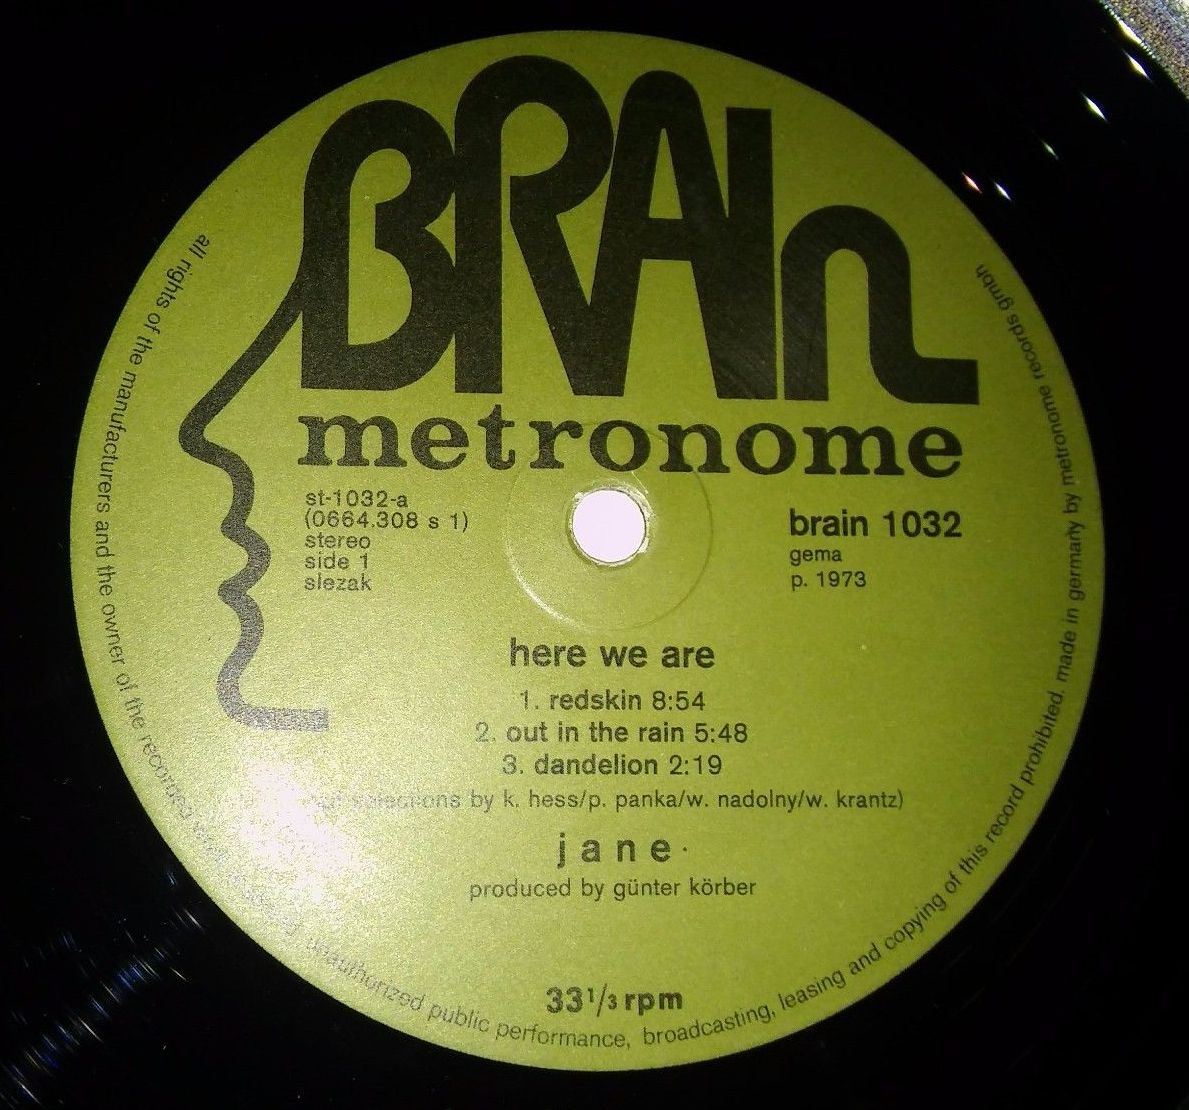 BRAIn
metronome
st-1032-a
(0664.308 s 1)
stereo
side 1
slezak
brain 1032
gema
p. 1973
here we are
1. redskin 8:54
2. out in the rain 5:48
3. dandelion 2:19
selections by k. hess/p. panka/w. nadolny/w. krantz)
jane
produced by günter körber
33 1/3 rpm
all rights of the manufacturers and the owner of the recorded work unauthorized public performance, broadcasting, leasing and copying of this record prohibited. made in germany by metronome records gmbh